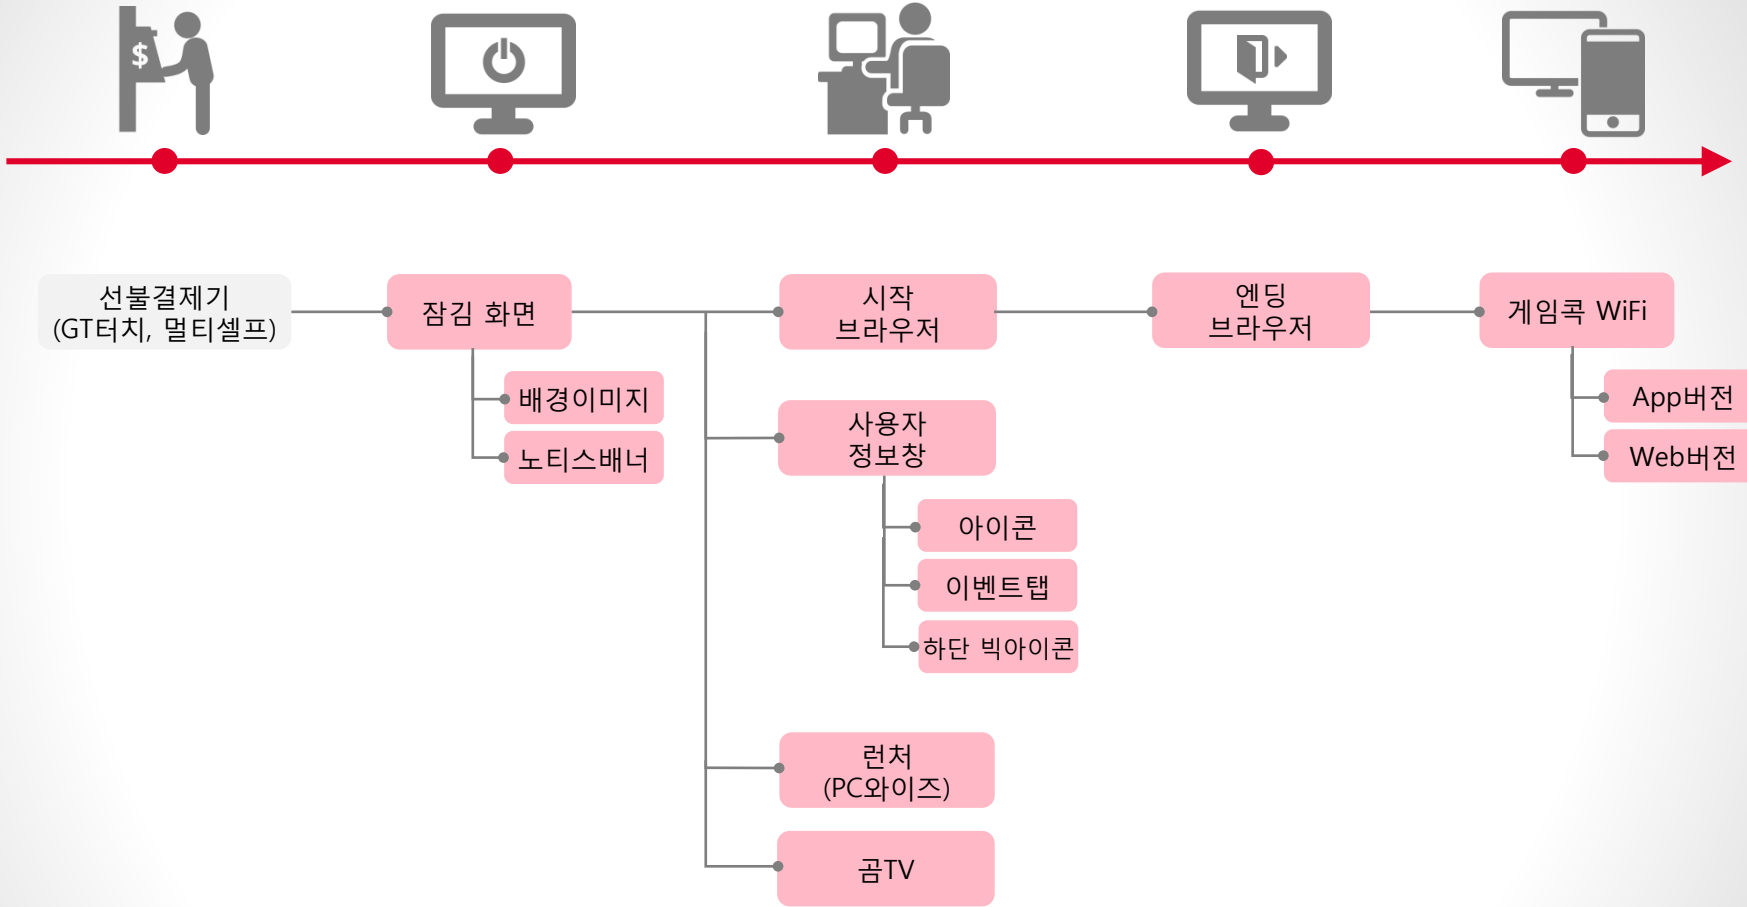 $
선불결제기
(GT터치, 멀티셀프)
잠김 화면
배경이미지
노티스배너
시작
브라우저
사용자
정보창
아이콘
이벤트탭
하단 빅아이콘
런처
(PC와이즈)
곰TV
엔딩
브라우저
게임콕 WiFi
App버전
Web버전